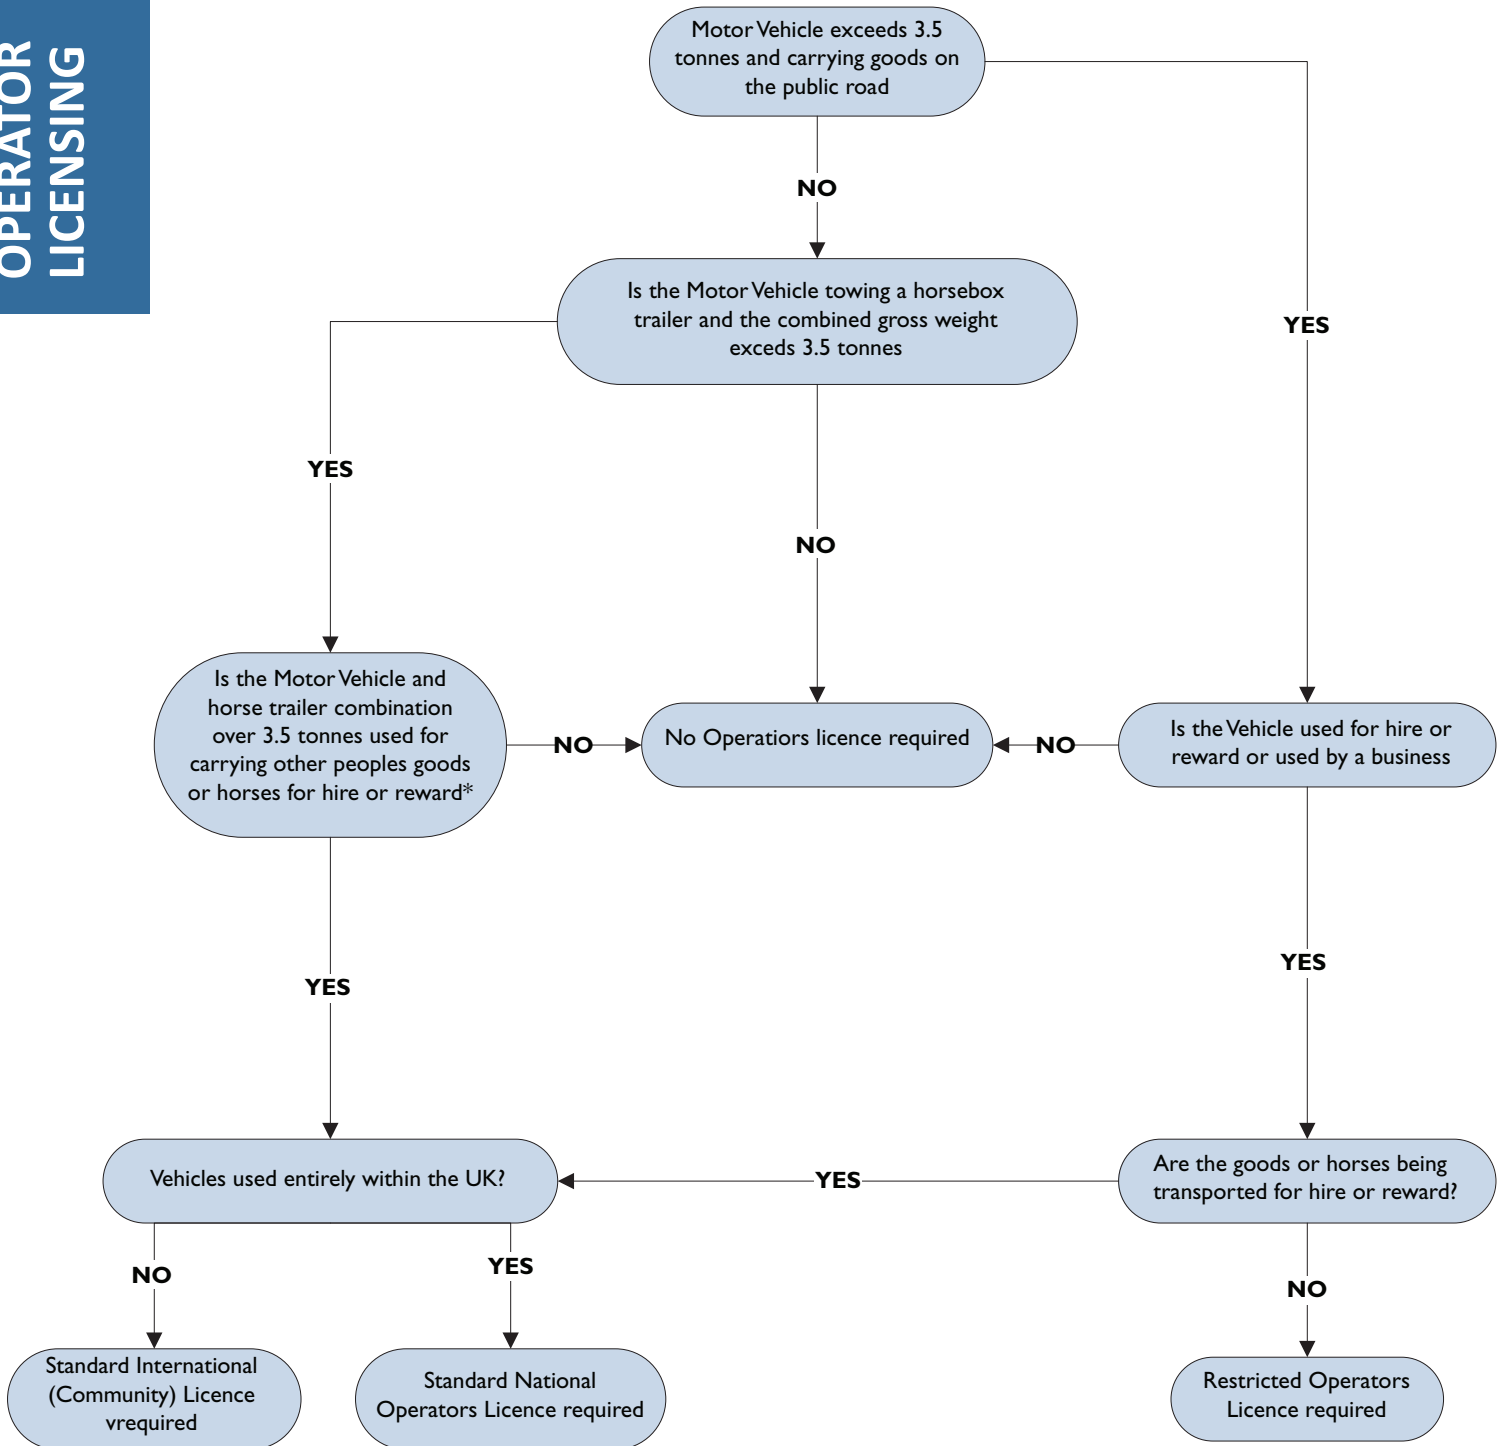 OPERATOR
LICENSING
Motor Vehicle exceeds 3.5
tonnes and carrying goods on
the public road
NO
YES
Is the Motor Vehicle towing a horsebox
trailer and the combined gross weight
exceds 3.5 tonnes
YES
NO
Is the Motor Vehicle and
horse trailer combination
over 3.5 tonnes used for
carrying other peoples goods
or horses for hire or reward*
NO
No Operatiors licence required
NO
Is the Vehicle used for hire or
reward or used by a business
YES
YES
Vehicles used entirely within the UK?
YES
Are the goods or horses being
transported for hire or reward?
NO
YES
NO
Standard International
(Community) Licence
vrequired
Standard National
Operators Licence required
Restricted Operators
Licence required